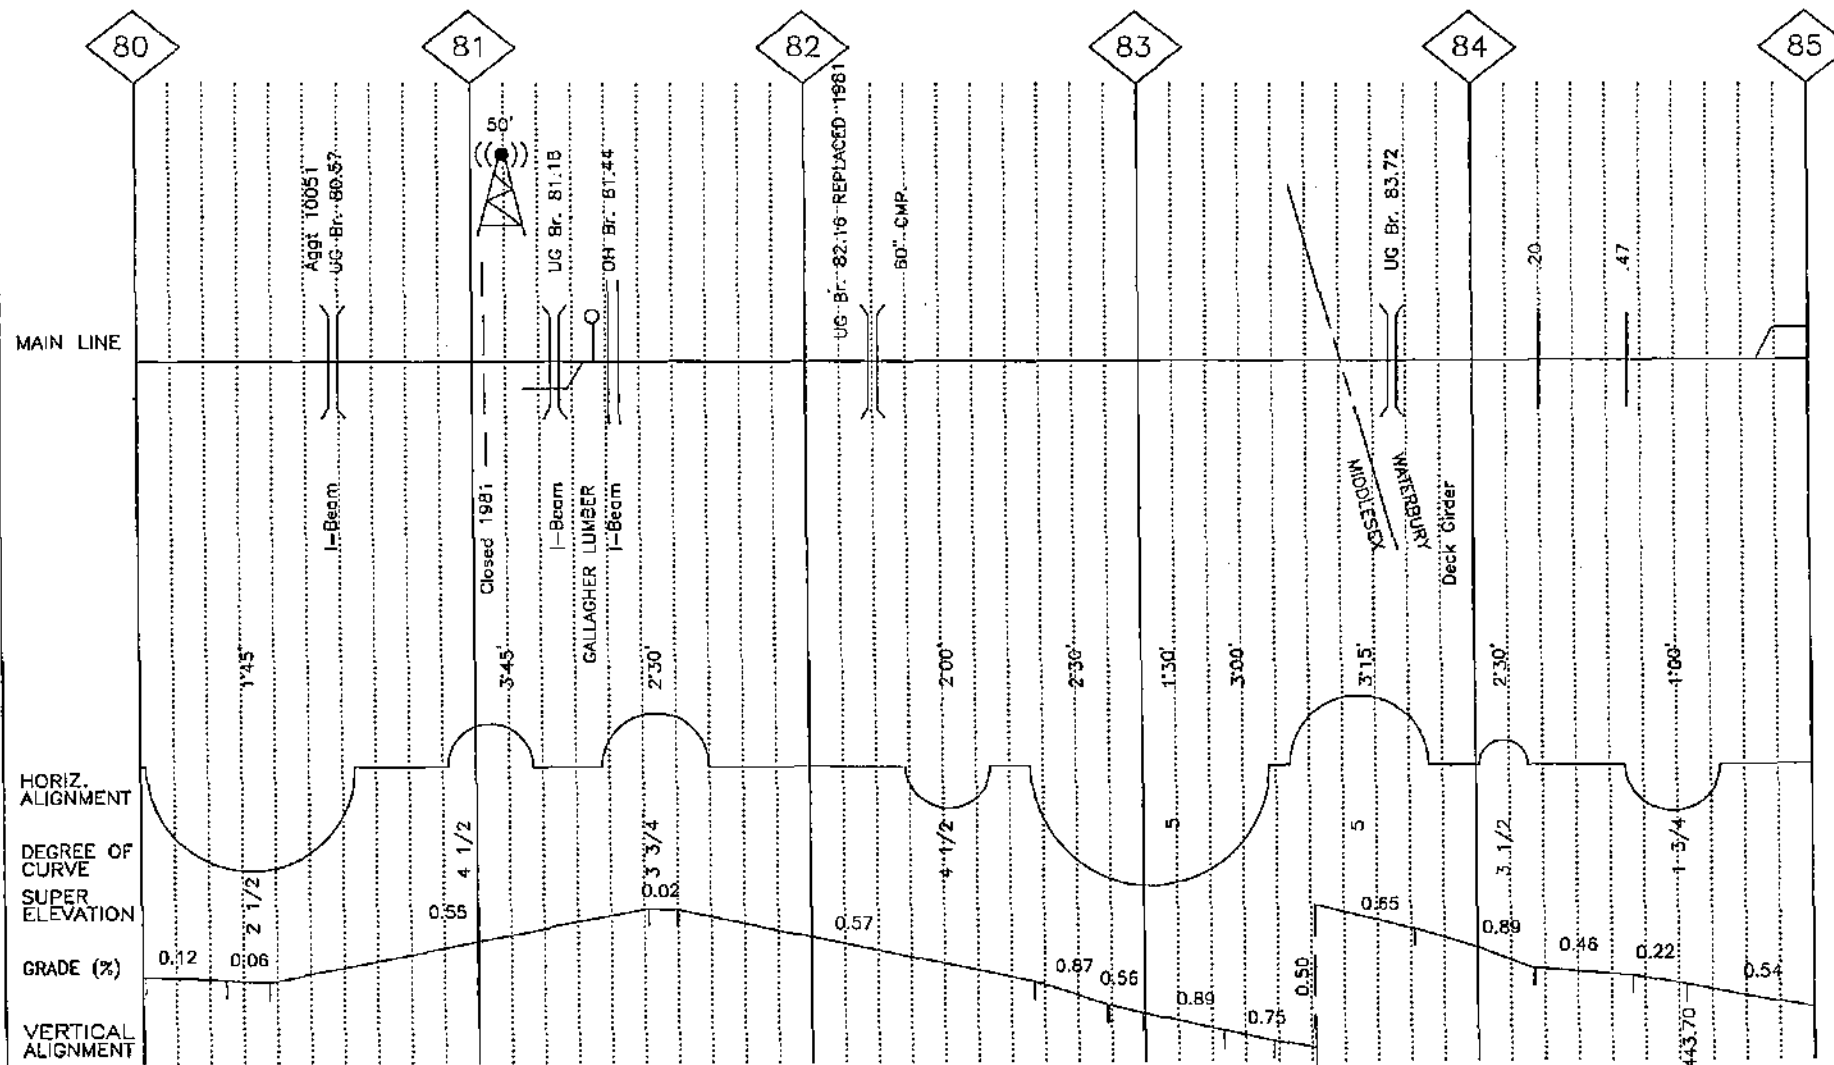 80 81 82 83 84 85
50'
Aggt 10051
UG Br. 80.57
UG Br. 81.18
OH Br. 81.44
UG Br. 82.16 REPLACED 1981
60" CMP
UG Br. 83.72
.20
.47
MAIN LINE
I-Beam
Closed 1981
I-Beam
GALLAGHER LUMBER
I-Beam
MIDDLESEX
WATERBURY
Deck Girder
1°45' 3°45' 2°30' 2°00' 2°30' 1°30' 3°00' 3°15' 2°30' 1°00'
HORIZ.
ALIGNMENT
DEGREE OF
CURVE
2 1/2 4 1/2 3 3/4 4 1/2 5 5 3 1/2 1 3/4
SUPER
ELEVATION
GRADE (%)
0.12 0.06 0.55 0.02 0.57 0.87 0.56 0.89 0.75 0.50 0.65 0.89 0.46 0.22 0.54
443.70
VERTICAL
ALIGNMENT